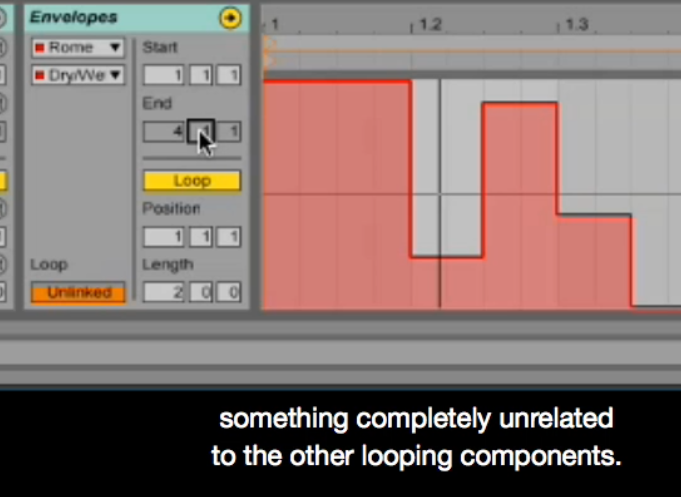 Envelopes
1 1.2 1.3
Rome
Start
Dry/We
1 1 1
End
4 1 1
Loop
Position
1 1 1
Loop
Length
Unlinked
2 0 0
something completely unrelated
to the other looping components.